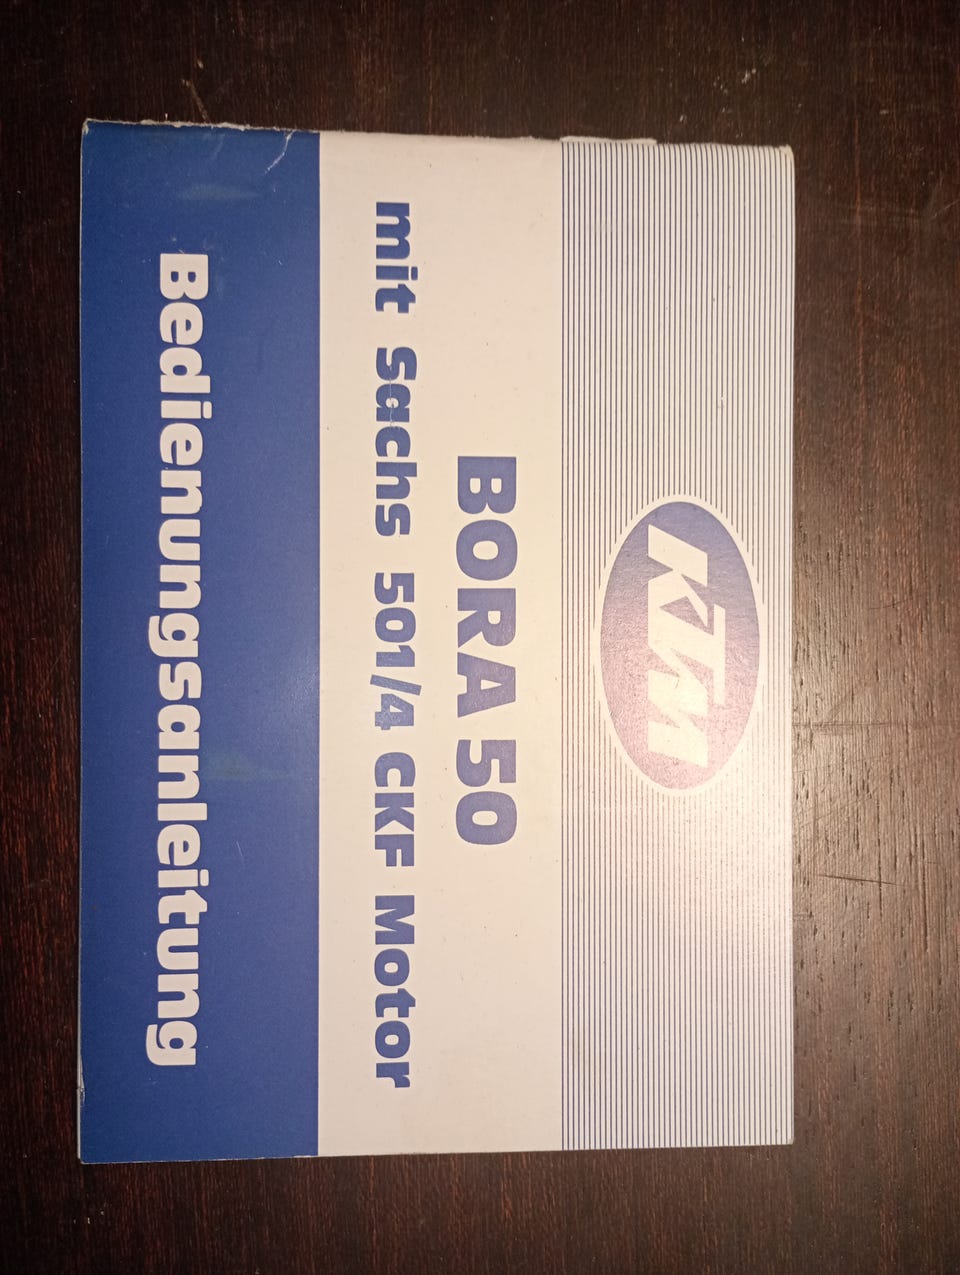 KTM
BORA 50
mit Sachs 501/4 CKF Motor
Bedienungsanleitung